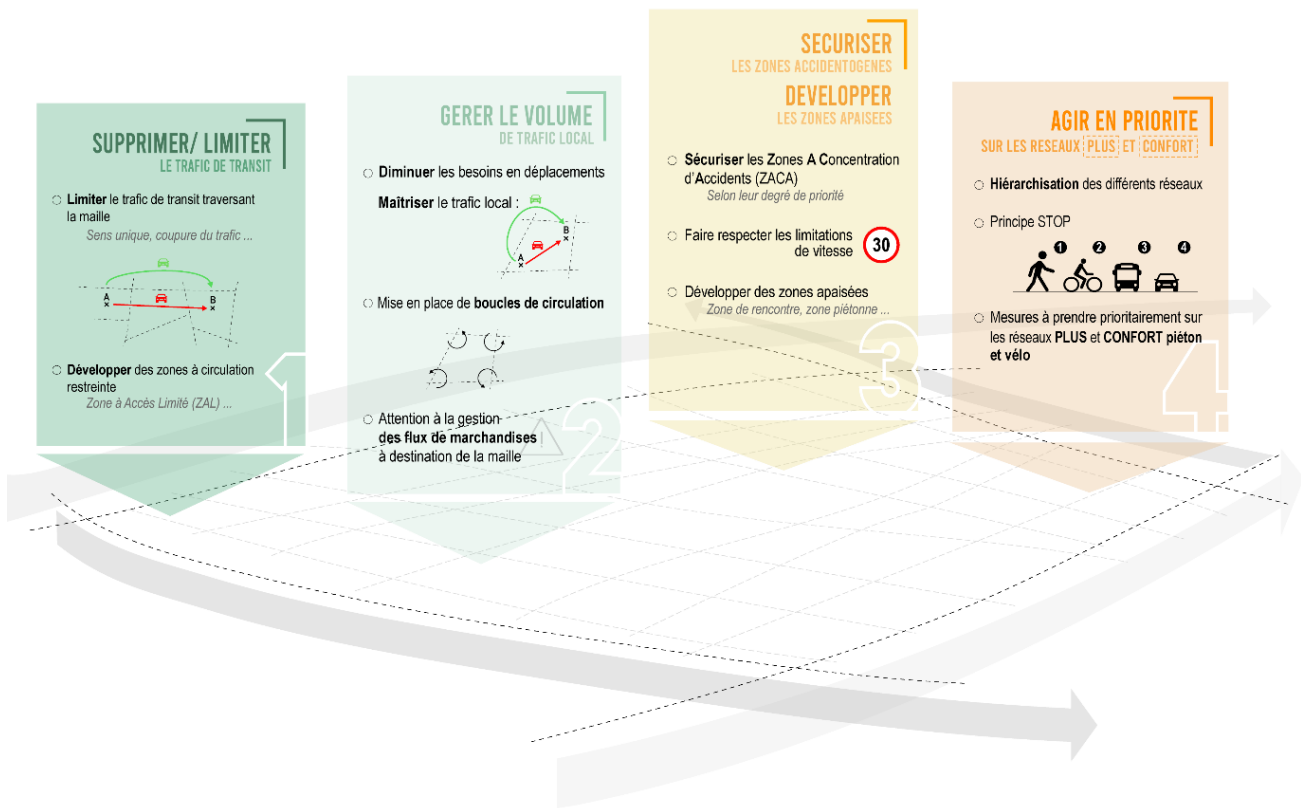 SUPPRIMER/ LIMITER
LE TRAFIC DE TRANSIT
Limiter le trafic de transit traversant
la maille
Sens unique, coupure du trafic ...
A
B
Développer des zones à circulation
restreinte
Zone à Accès Limité (ZAL) ...
1
GERER LE VOLUME
DE TRAFIC LOCAL
Diminuer les besoins en déplacements
Maîtriser le trafic local :
B
A
Mise en place de boucles de circulation
Attention à la gestion
des flux de marchandises
à destination de la maille
!
2
SECURISER
LES ZONES ACCIDENTOGENES
DEVELOPPER
LES ZONES APAISEES
Sécuriser les Zones A Concentration
d'Accidents (ZACA)
Selon leur degré de priorité
Faire respecter les limitations
de vitesse
30
Développer des zones apaisées
Zone de rencontre, zone piétonne ...
3
AGIR EN PRIORITE
SUR LES RESEAUX PLUS ET CONFORT
Hiérarchisation des différents réseaux
Principe STOP
1 2 3 4
Mesures à prendre prioritairement sur
les réseaux PLUS et CONFORT piéton
et vélo
4